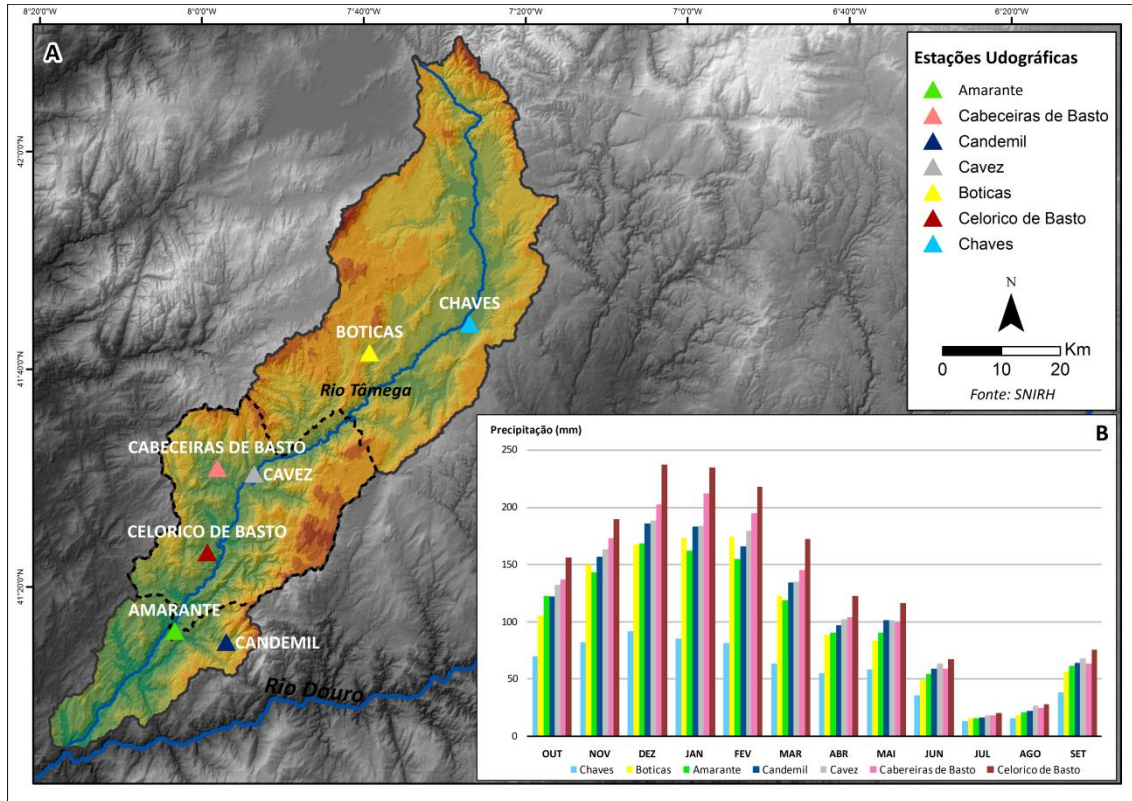 8°20'0"W
8°0'0"W
7°40'0"W
7°20'0"W
7°0'0"W
6°40'0"W
6°20'0"W
A
42°0'0"N
41°40'0"N
41°20'0"N
CHAVES
BOTICAS
Rio Tâmega
CABECEIRAS DE BASTO
CAVEZ
CELORICO DE BASTO
AMARANTE
CANDEMIL
Rio Douro
Estações Udográficas
Amarante
Cabeceiras de Basto
Candemil
Cavez
Boticas
Celorico de Basto
Chaves
N
Km
0 10 20
Fonte: SNIRH
Precipitação (mm)
B
250
200
150
100
50
0
OUT NOV DEZ JAN FEV MAR ABR MAI JUN JUL AGO SET
Chaves Boticas Amarante Candemil Cavez Cabereiras de Basto Celorico de Basto